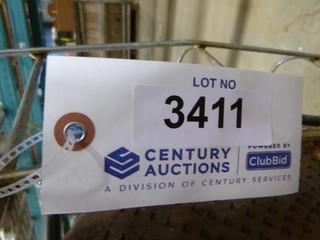 LOT NO
3411
CENTURY
AUCTIONS
POWERED BY
ClubBid
A DIVISION OF CENTURY SERVICES